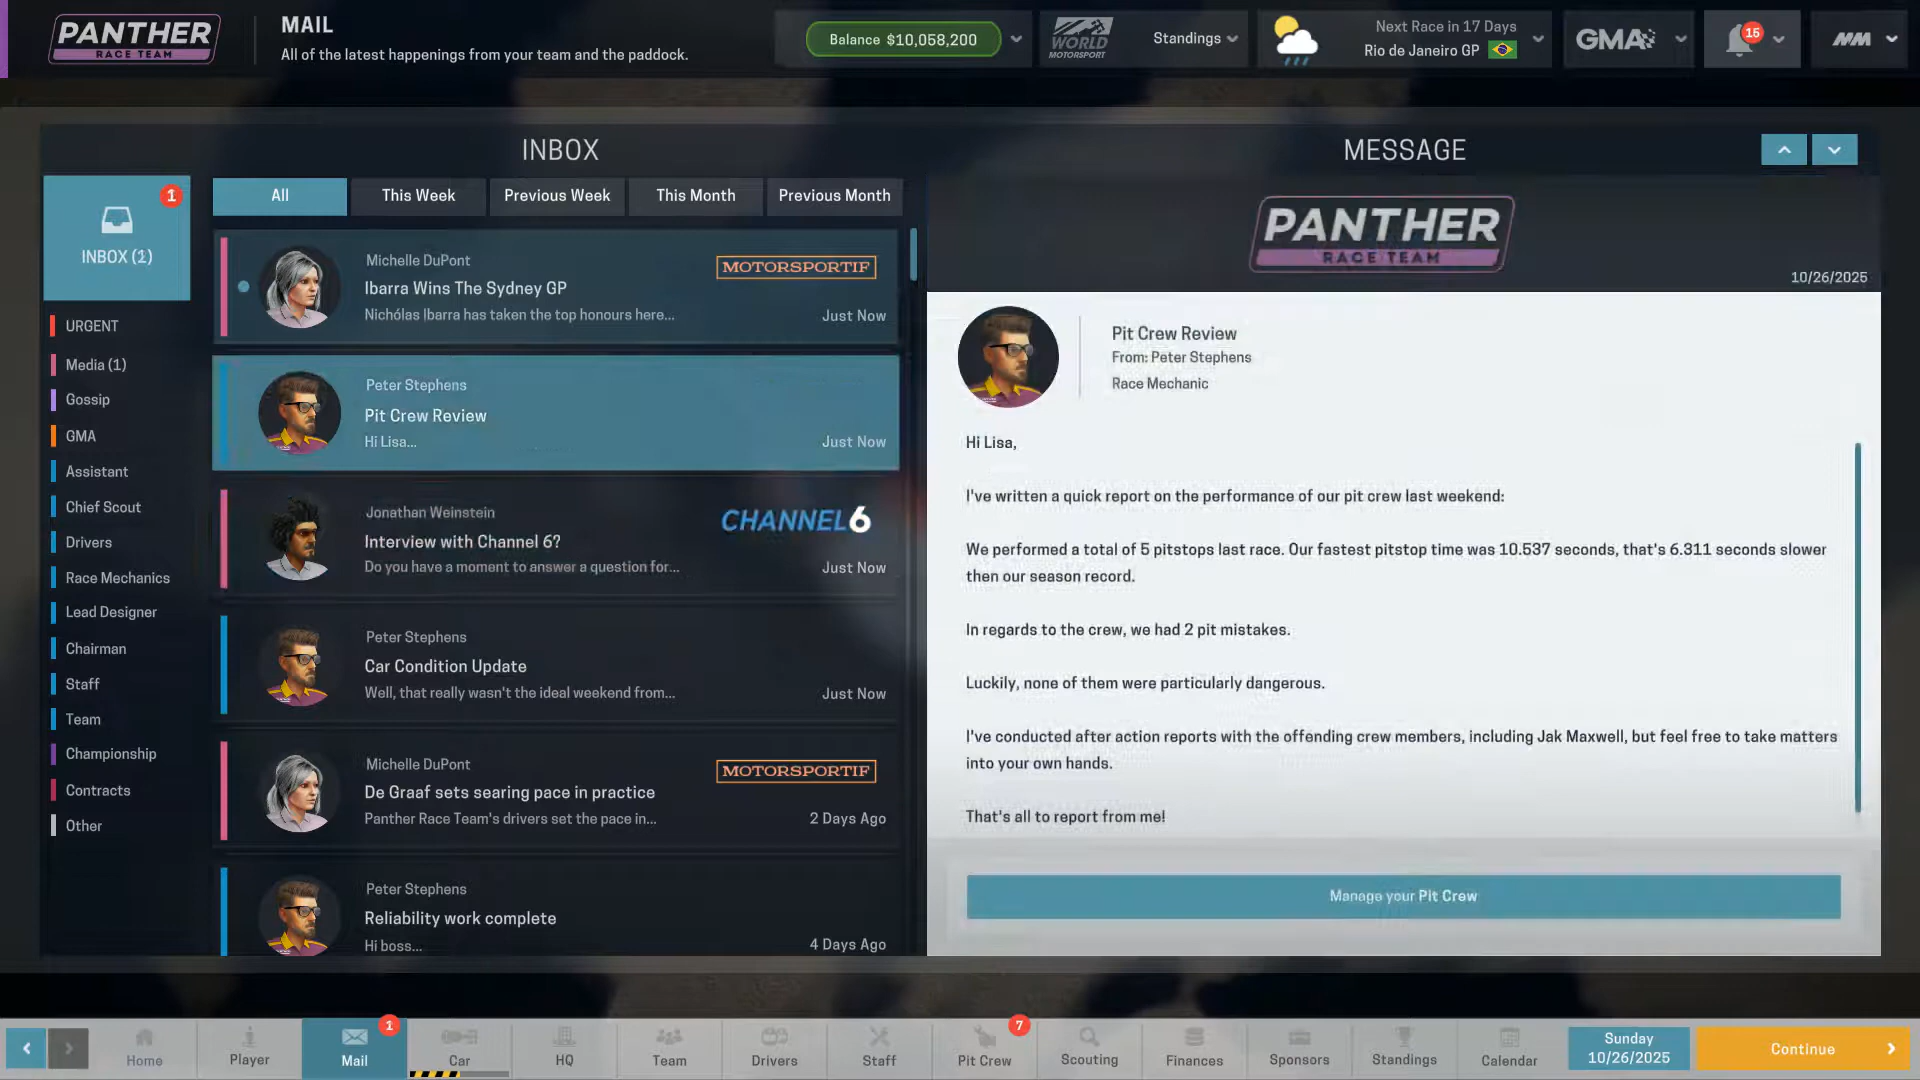 PANTHER
RACE TEAM
MAIL
All of the latest happenings from your team and the paddock.
Balance $10,058,200
WORLD
MOTORSPORT
Standings
Next Race in 17 Days
Rio de Janeiro GP
GMA
15
INBOX
1
INBOX (1)
URGENT
Media (1)
Gossip
GMA
Assistant
Chief Scout
Drivers
Race Mechanics
Lead Designer
Chairman
Staff
Team
Championship
Contracts
Other
All
This Week
Previous Week
This Month
Previous Month
Michelle DuPont
MOTORSPORTIF
Ibarra Wins The Sydney GP
Nichólas Ibarra has taken the top honours here...
Just Now
Peter Stephens
Pit Crew Review
Hi Lisa...
Just Now
Jonathan Weinstein
CHANNEL6
Interview with Channel 6?
Do you have a moment to answer a question for...
Just Now
Peter Stephens
Car Condition Update
Well, that really wasn't the ideal weekend from...
Just Now
Michelle DuPont
MOTORSPORTIF
De Graaf sets searing pace in practice
Panther Race Team's drivers set the pace in...
2 Days Ago
Peter Stephens
Reliability work complete
Hi boss...
4 Days Ago
MESSAGE
PANTHER
RACE TEAM
10/26/2025
Pit Crew Review
From: Peter Stephens
Race Mechanic
Hi Lisa,
I've written a quick report on the performance of our pit crew last weekend:
We performed a total of 5 pitstops last race. Our fastest pitstop time was 10.537 seconds, that's 6.311 seconds slower
then our season record.
In regards to the crew, we had 2 pit mistakes.
Luckily, none of them were particularly dangerous.
I've conducted after action reports with the offending crew members, including Jak Maxwell, but feel free to take matters
into your own hands.
That's all to report from me!
Manage your Pit Crew
Home
Player
1
Mail
Car
HQ
Team
Drivers
Staff
7
Pit Crew
Scouting
Finances
Sponsors
Standings
Calendar
Sunday
10/26/2025
Continue